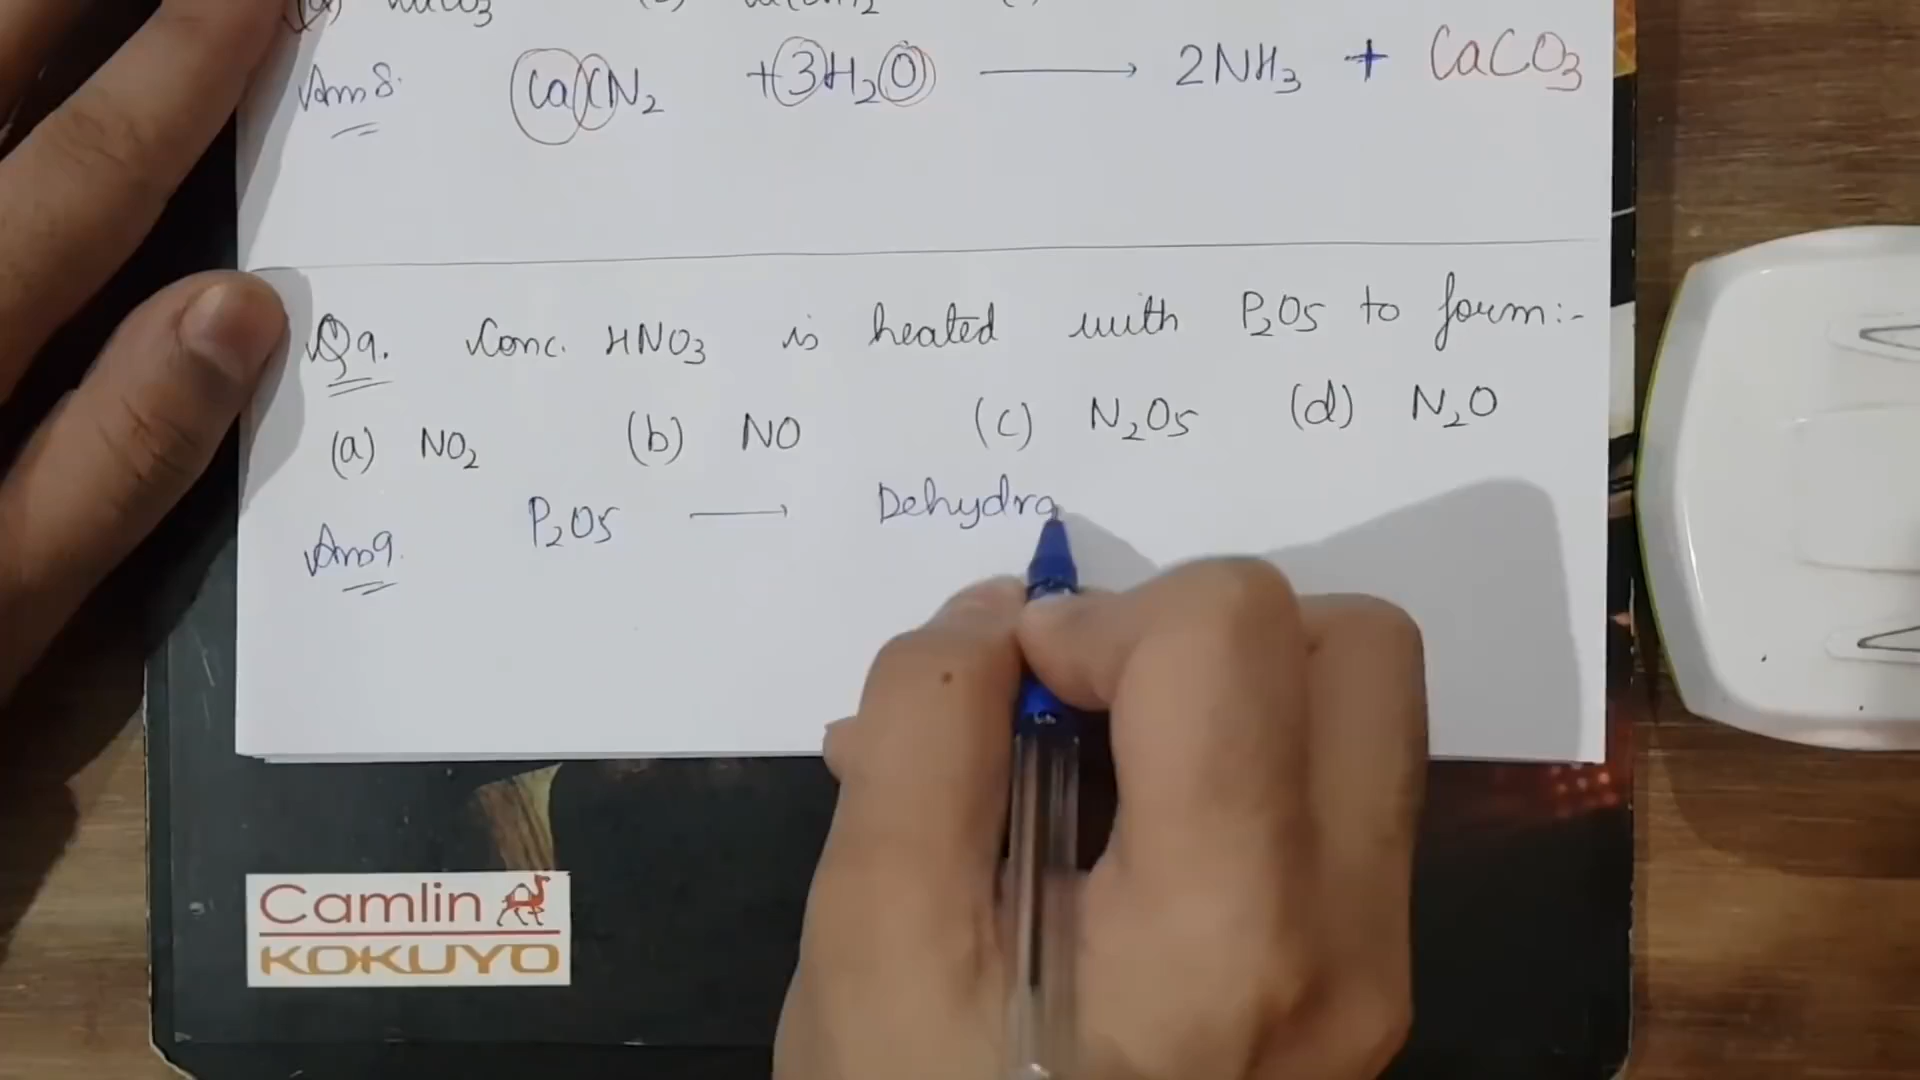 Ans 8. CaCN2 + 3H2O → 2NH3 + CaCO3
Q9. Conc. HNO3 is heated with P2O5 to form:-
(a) NO2 (b) NO (c) N2O5 (d) N2O
Ans 9. P2O5 → Dehydra
Camlin
KOKUYO